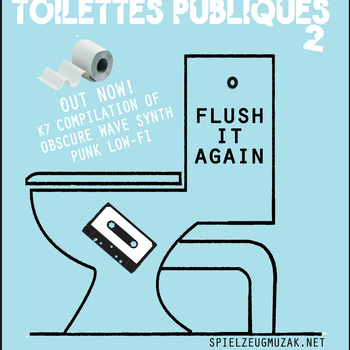 TOILETTES PUBLIQUES
2
OUT NOW!
K7 COMPILATION OF
OBSCURE WAVE SYNTH
PUNK LOW-FI
FLUSH
IT
AGAIN
SPIELZEUGMUZAK.NET